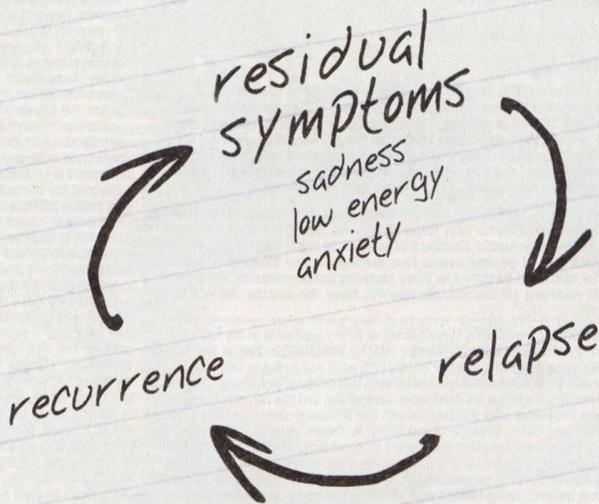 residual
symptoms
sadness
low energy
anxiety
relapse
recurrence